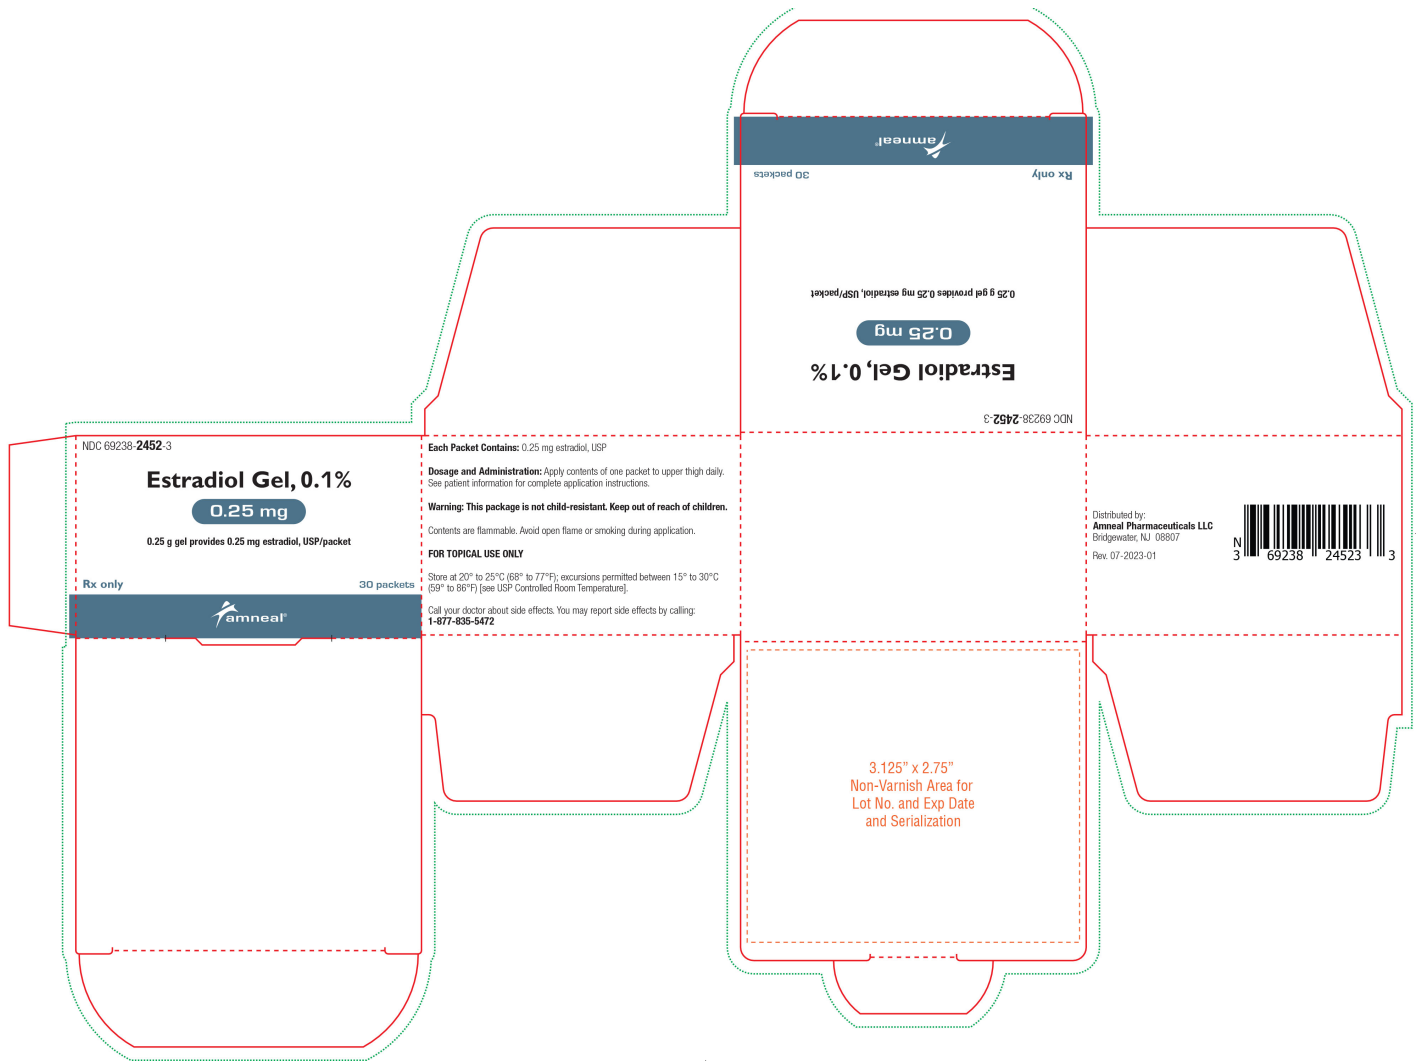 amneal®
30 packets
Rx only
0.25 g gel provides 0.25 mg estradiol, USP/packet
0.25 mg
Estradiol Gel, 0.1%
NDC 69238-2452-3
NDC 69238-2452-3
Estradiol Gel, 0.1%
0.25 mg
0.25 g gel provides 0.25 mg estradiol, USP/packet
Rx only
30 packets
amneal®
Each Packet Contains: 0.25 mg estradiol, USP
Dosage and Administration: Apply contents of one packet to upper thigh daily.
See patient information for complete application instructions.
Warning: This package is not child-resistant. Keep out of reach of children.
Contents are flammable. Avoid open flame or smoking during application.
FOR TOPICAL USE ONLY
Store at 20° to 25°C (68° to 77°F); excursions permitted between 15° to 30°C
(59° to 86°F) [see USP Controlled Room Temperature].
Call your doctor about side effects. You may report side effects by calling:
1-877-835-5472
Distributed by:
Amneal Pharmaceuticals LLC
Bridgewater, NJ 08807
Rev. 07-2023-01
N
3 69238 24523 3
3.125” x 2.75”
Non-Varnish Area for
Lot No. and Exp Date
and Serialization